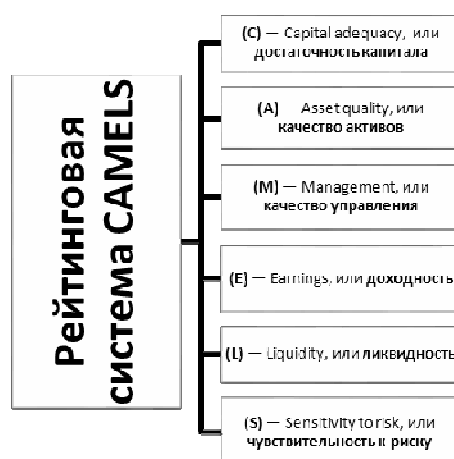 Рейтинговая
система CAMELS
(C) — Capital adequacy, или
достаточность капитала
(A) — Asset quality, или
качество активов
(M) — Management, или
качество управления
(E) — Earnings, или доходность
(L) — Liquidity, или ликвидность
(S) — Sensitivity to risk, или
чувствительность к риску